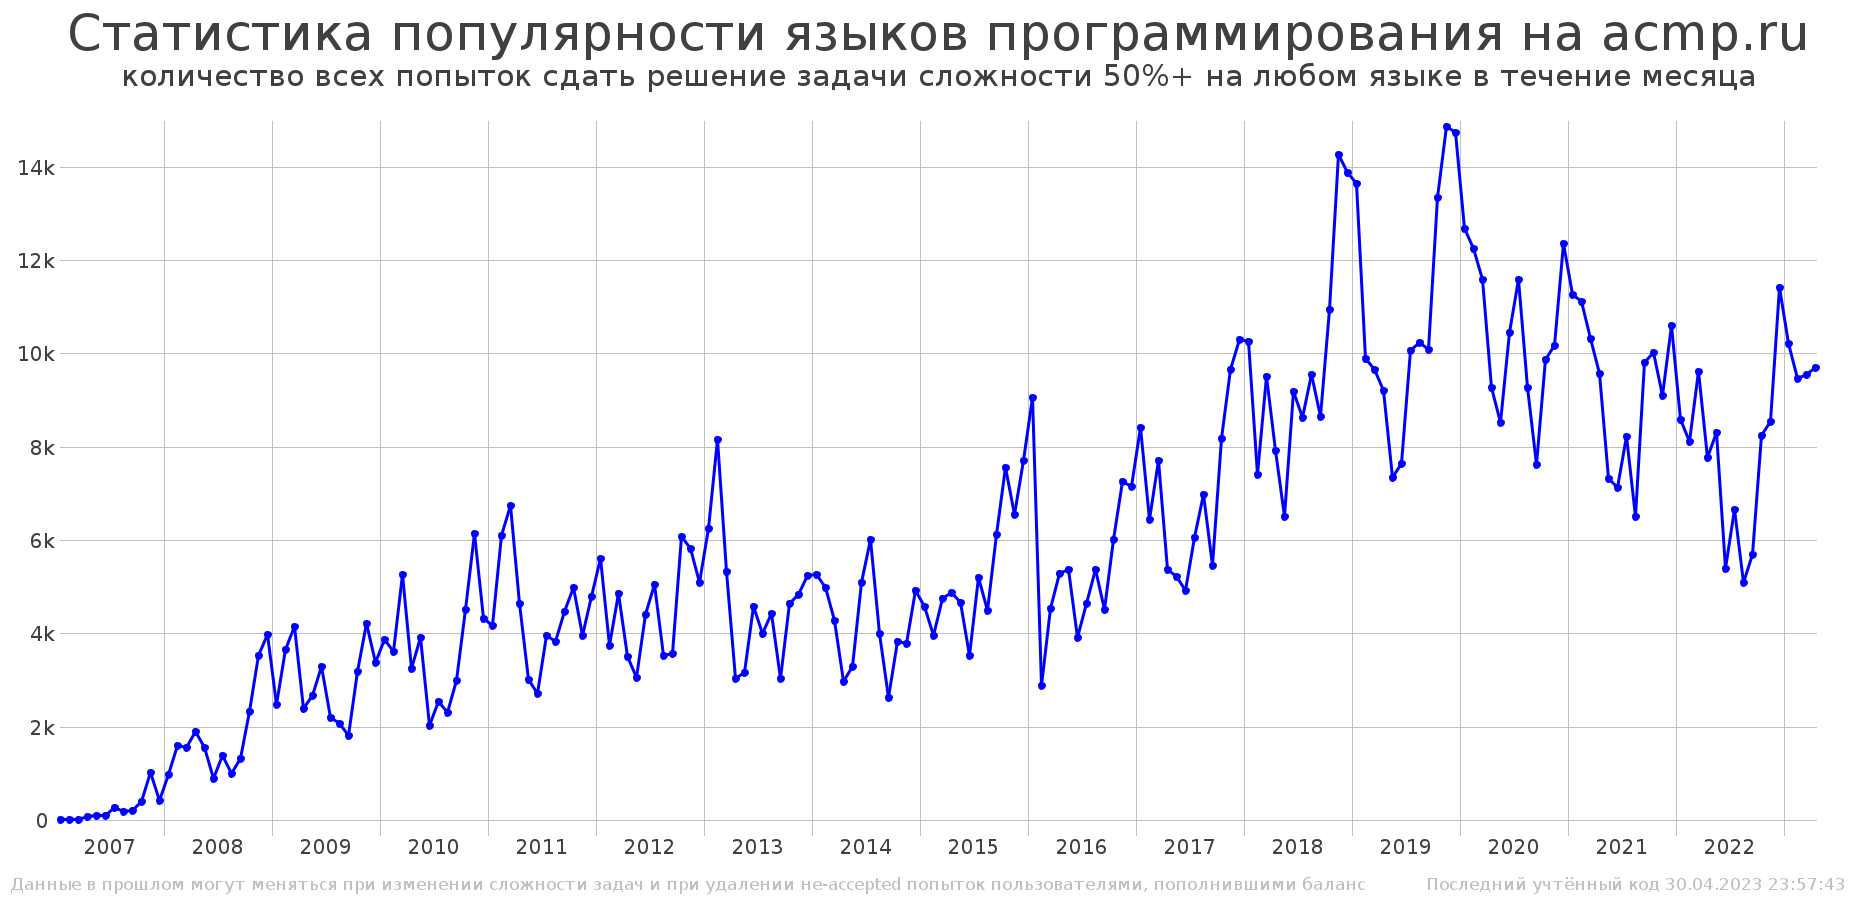 Статистика популярности языков программирования на acmp.ru
количество всех попыток сдать решение задачи сложности 50%+ на любом языке в течение месяца
14k
12k
10k
8k
6k
4k
2k
0
2007 2008 2009 2010 2011 2012 2013 2014 2015 2016 2017 2018 2019 2020 2021 2022
Данные в прошлом могут меняться при изменении сложности задач и при удалении не-accepted попыток пользователями, пополнившими баланс
Последний учтённый код 30.04.2023 23:57:43